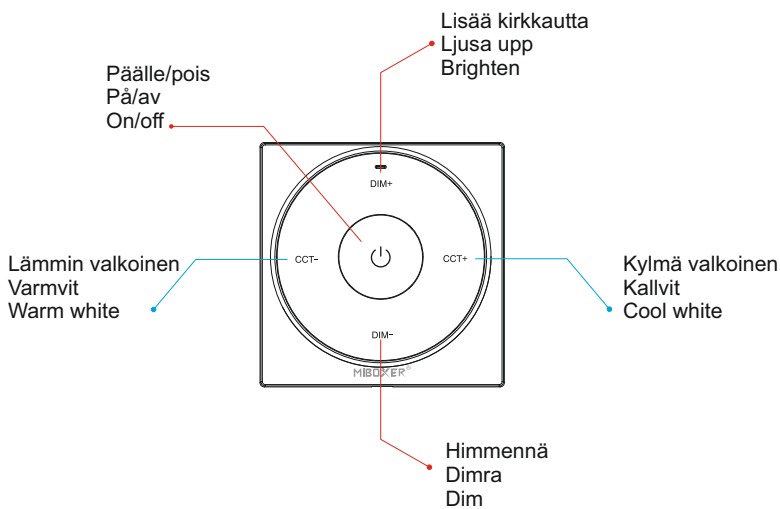 Lisää kirkkautta
Ljusa upp
Brighten
Päälle/pois
På/av
On/off
DIM+
Lämmin valkoinen
Varmvit
Warm white
CCT−
CCT+
Kylmä valkoinen
Kallvit
Cool white
DIM−
MIBOXER®
Himmennä
Dimra
Dim